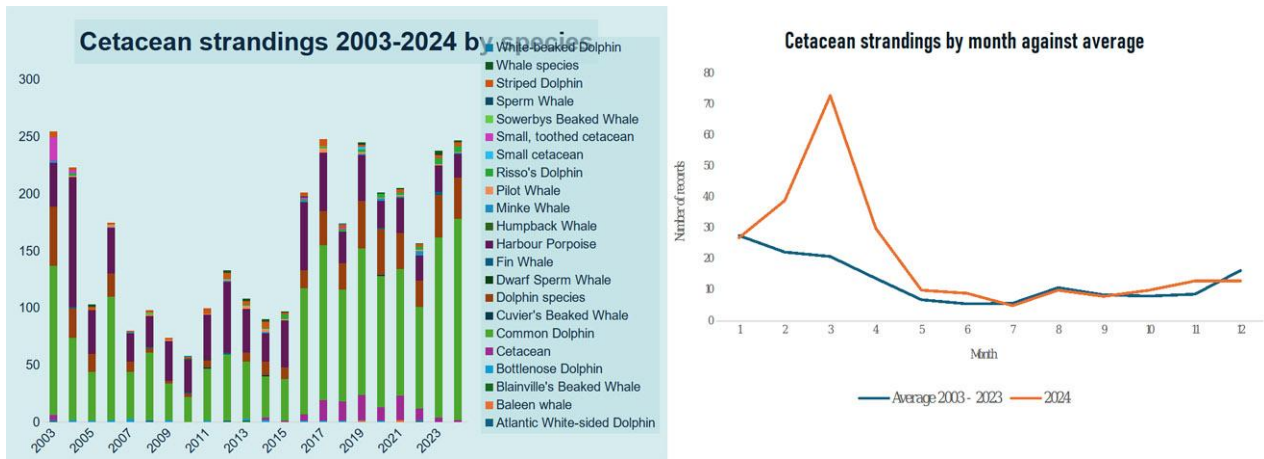 Cetacean strandings 2003-2024 by species
300
250
200
150
100
50
0
2003
2005
2007
2009
2011
2013
2015
2017
2019
2021
2023
White-beaked Dolphin
Whale species
Striped Dolphin
Sperm Whale
Sowerbys Beaked Whale
Small, toothed cetacean
Small cetacean
Risso's Dolphin
Pilot Whale
Minke Whale
Humpback Whale
Harbour Porpoise
Fin Whale
Dwarf Sperm Whale
Dolphin species
Cuvier's Beaked Whale
Common Dolphin
Cetacean
Bottlenose Dolphin
Blainville's Beaked Whale
Baleen whale
Atlantic White-sided Dolphin
Cetacean strandings by month against average
Number of records
80
70
60
50
40
30
20
10
0
1 2 3 4 5 6 7 8 9 10 11 12
Month
Average 2003 - 2023 2024